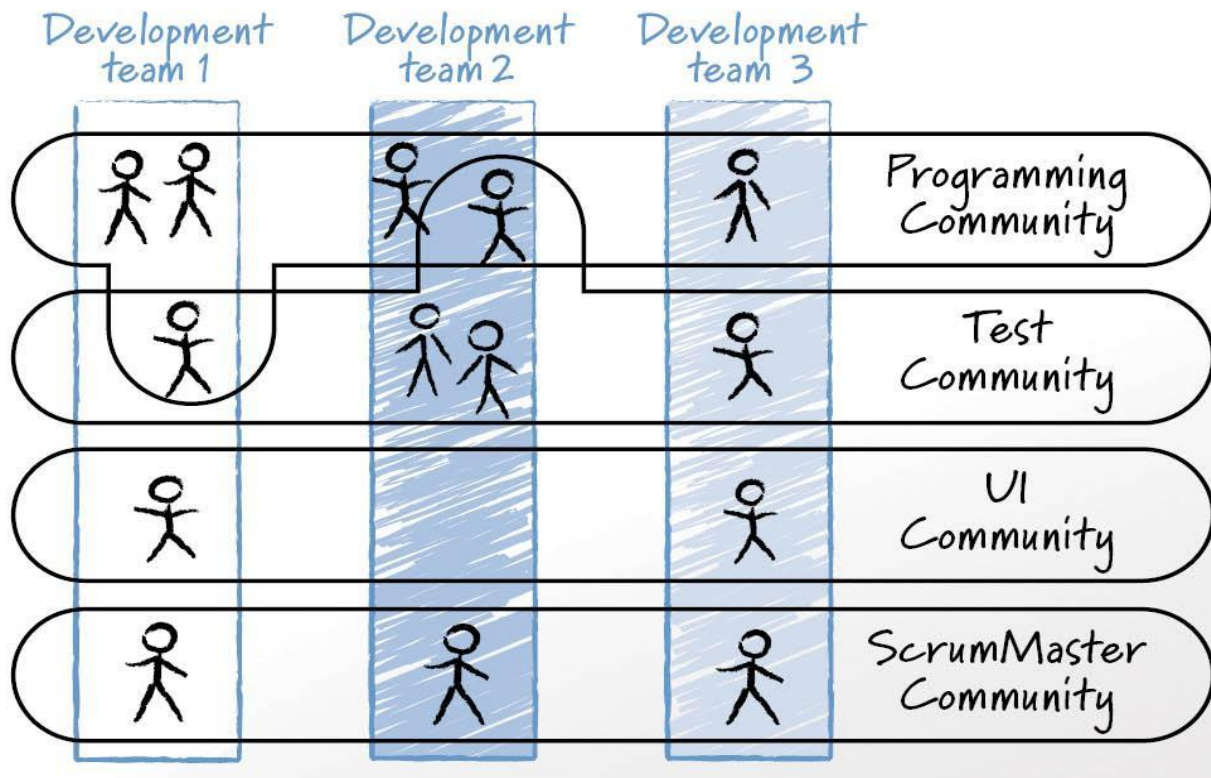 Development
team 1
Development
team 2
Development
team 3
Programming
Community
Test
Community
UI
Community
ScrumMaster
Community